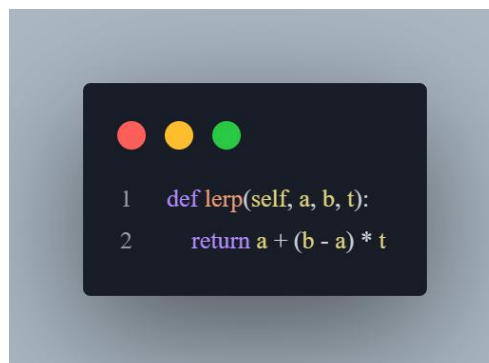 1 def lerp(self, a, b, t):
2 return a + (b - a) * t